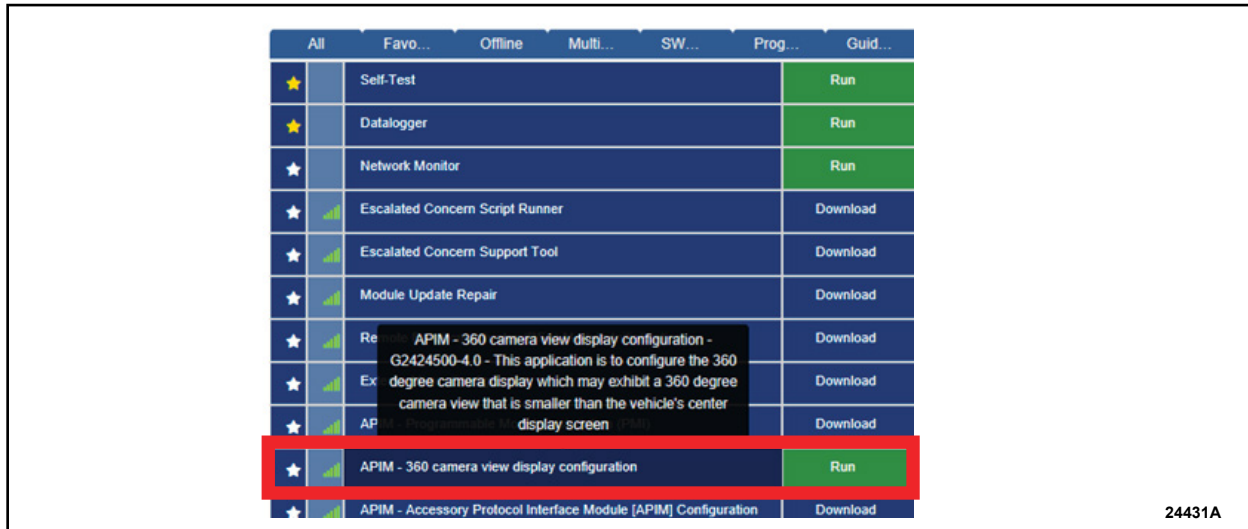 All Favo... Offline Multi... SW... Prog... Guid...
Self-Test Run
Datalogger Run
Network Monitor Run
Escalated Concern Script Runner Download
Escalated Concern Support Tool Download
Module Update Repair Download
Re Download
APIM - 360 camera view display configuration -
G2424500-4.0 - This application is to configure the 360
Ex degree camera display which may exhibit a 360 degree Download
camera view that is smaller than the vehicle's center
AP display screen (PMI) Download
APIM - 360 camera view display configuration Run
APIM - Accessory Protocol Interface Module [APIM] Configuration Download
24431A